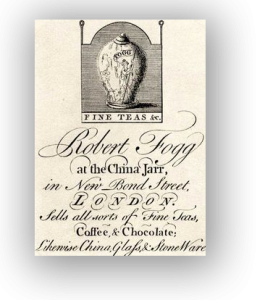 FOGG
FINE TEAS &c.
Robert Fogg
at the China Jarr,
in New Bond Street,
LONDON.
Sells all sorts of Fine Teas,
Coffee, & Chocolate;
Likewise China, Glass, & Stone Ware